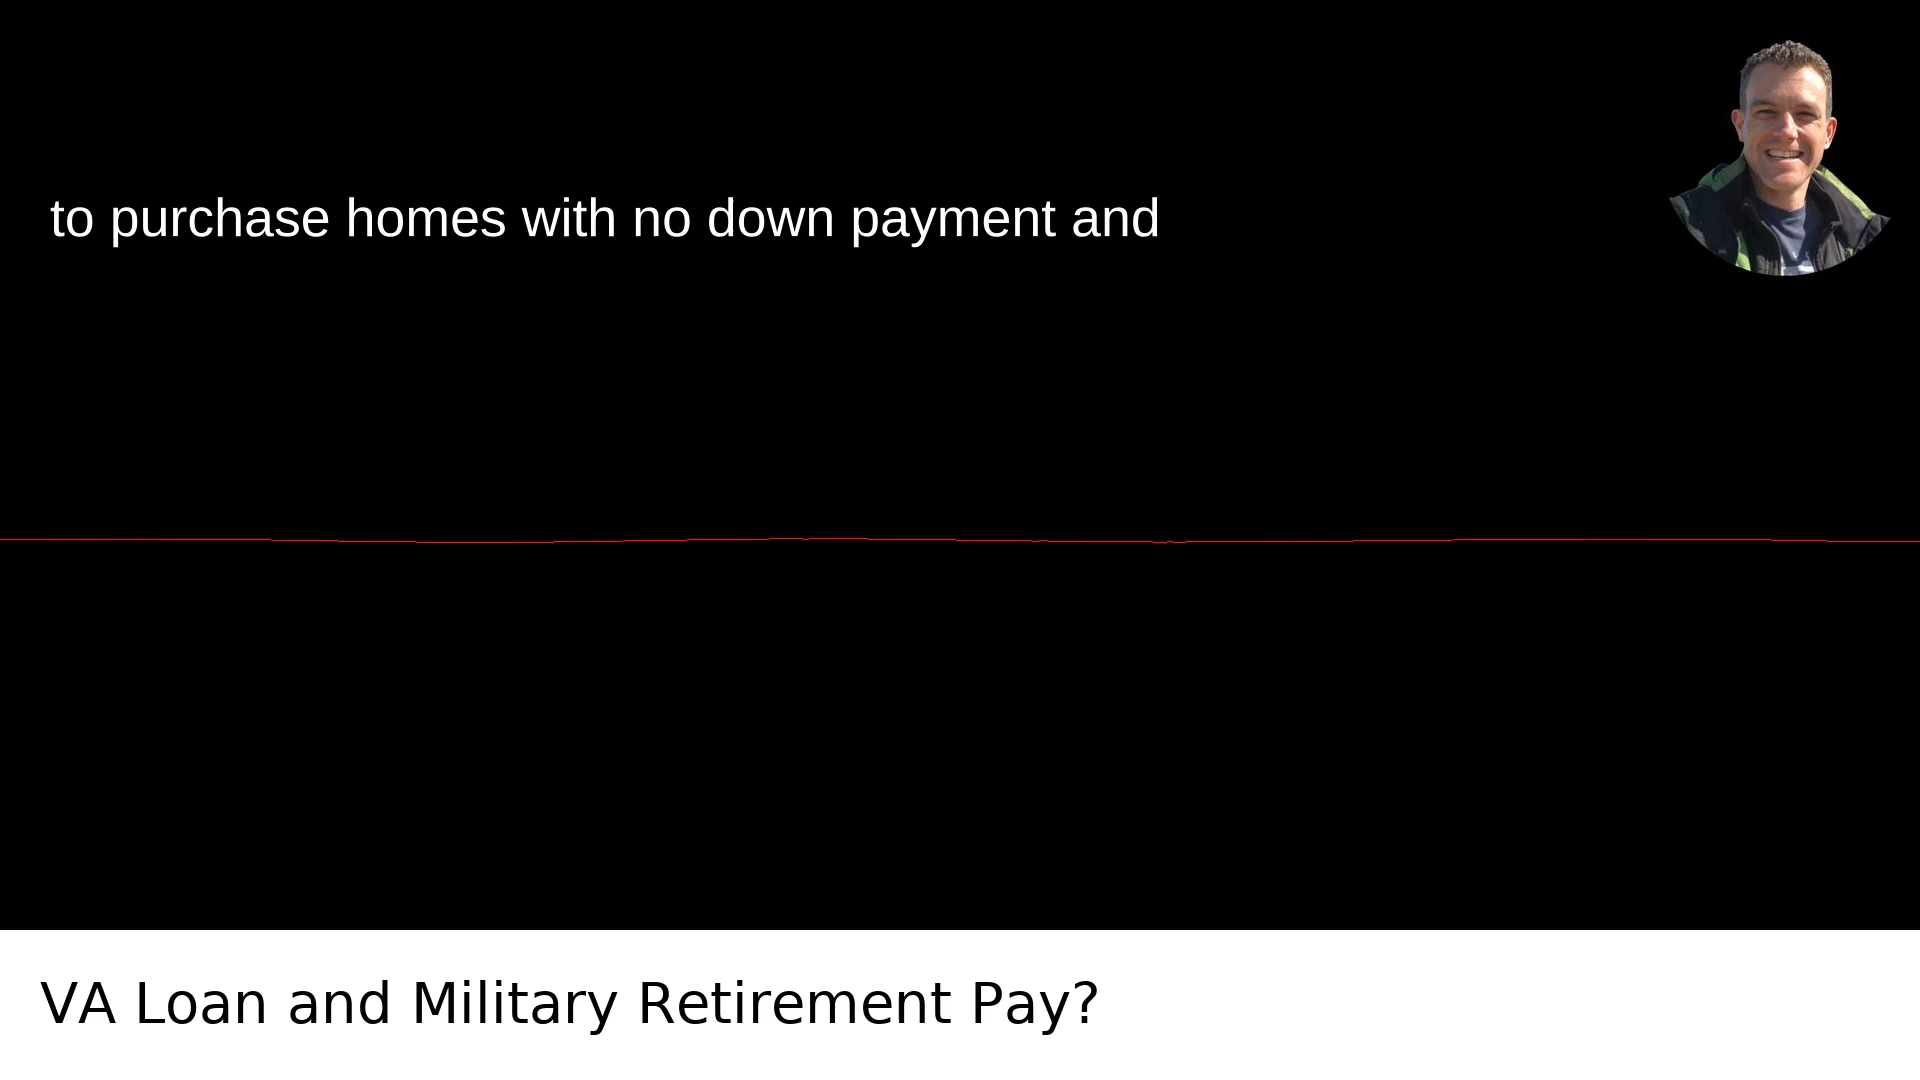 to purchase homes with no down payment and
VA Loan and Military Retirement Pay?